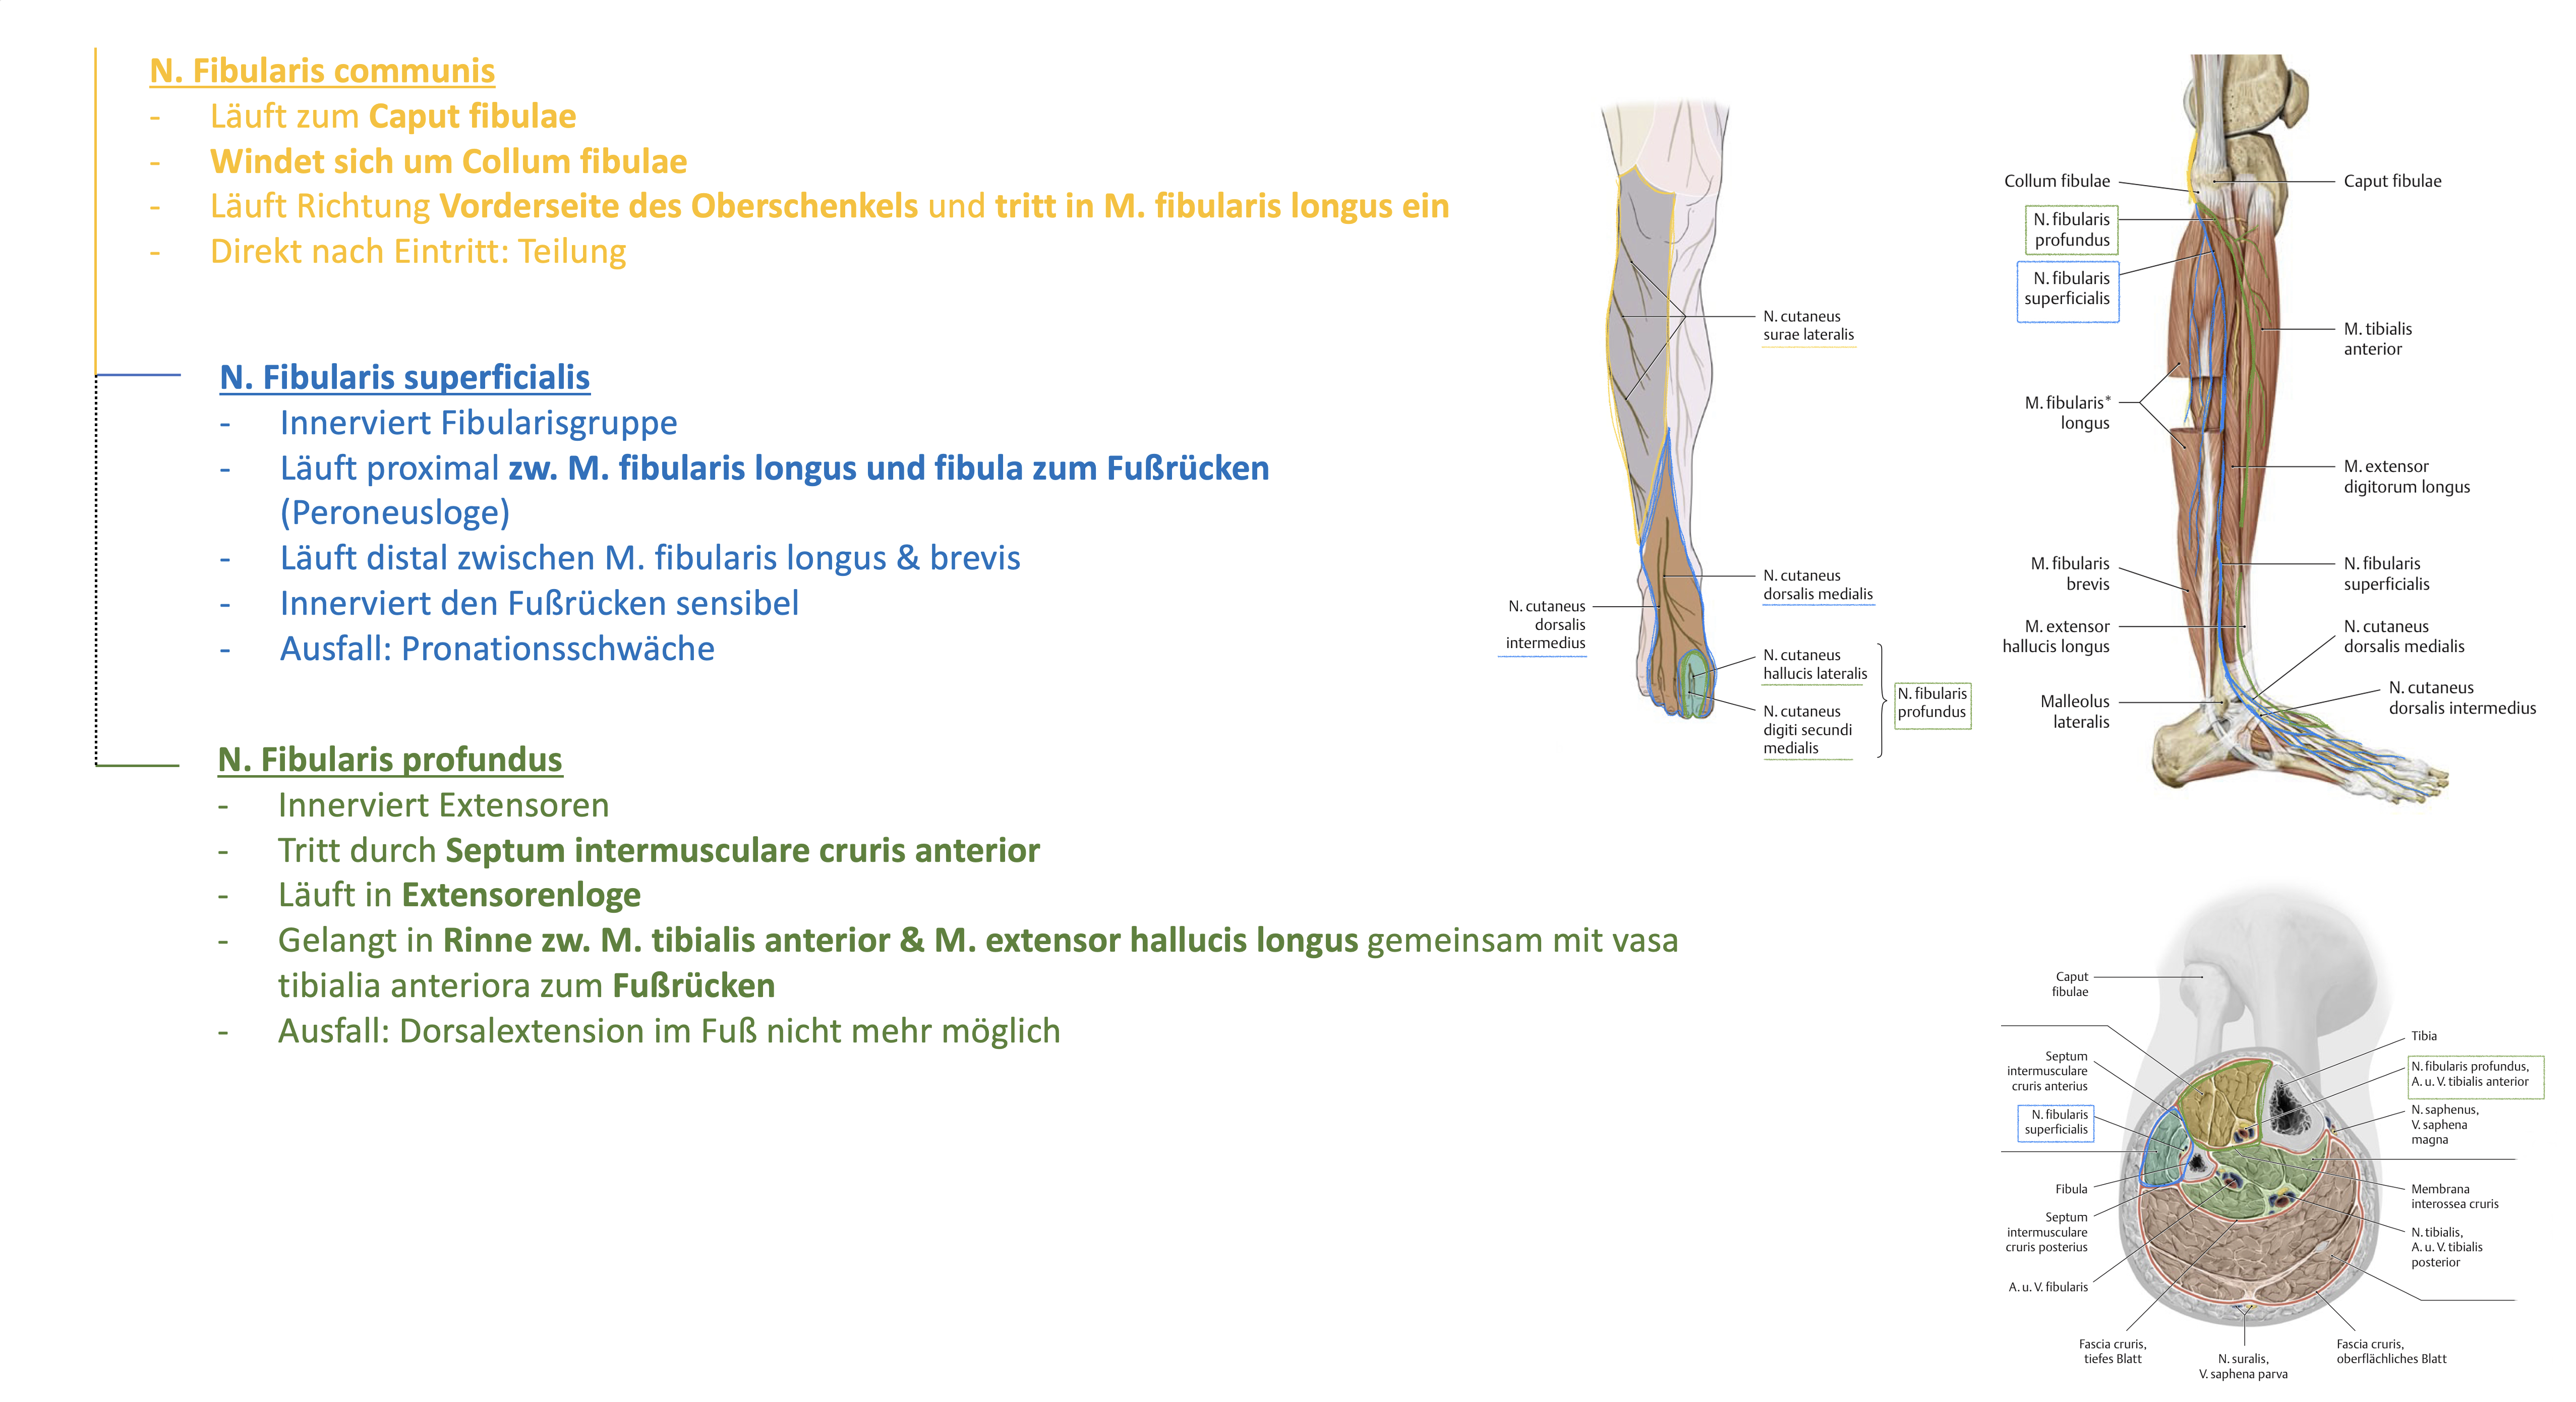 N. Fibularis communis
- Läuft zum Caput fibulae
- Windet sich um Collum fibulae
- Läuft Richtung Vorderseite des Oberschenkels und tritt in M. fibularis longus ein
- Direkt nach Eintritt: Teilung
N. Fibularis superficialis
- Innerviert Fibularisgruppe
- Läuft proximal zw. M. fibularis longus und fibula zum Fußrücken
(Peroneusloge)
- Läuft distal zwischen M. fibularis longus & brevis
- Innerviert den Fußrücken sensibel
- Ausfall: Pronationsschwäche
N. Fibularis profundus
- Innerviert Extensoren
- Tritt durch Septum intermusculare cruris anterior
- Läuft in Extensorenloge
- Gelangt in Rinne zw. M. tibialis anterior & M. extensor hallucis longus gemeinsam mit vasa
tibialia anteriora zum Fußrücken
- Ausfall: Dorsalextension im Fuß nicht mehr möglich
N. cutaneus
surae lateralis
N. cutaneus
dorsalis medialis
N. cutaneus
dorsalis
intermedius
N. cutaneus
hallucis lateralis
N. cutaneus
digiti secundi
medialis
N. fibularis
profundus
Collum fibulae
N. fibularis
profundus
N. fibularis
superficialis
M. fibularis*
longus
M. fibularis
brevis
M. extensor
hallucis longus
Malleolus
lateralis
Caput fibulae
M. tibialis
anterior
M. extensor
digitorum longus
N. fibularis
superficialis
N. cutaneus
dorsalis medialis
N. cutaneus
dorsalis intermedius
Caput
fibulae
Septum
intermusculare
cruris anterius
N. fibularis
superficialis
Fibula
Septum
intermusculare
cruris posterius
A. u. V. fibularis
Fascia cruris,
tiefes Blatt
N. suralis,
V. saphena parva
Fascia cruris,
oberflächliches Blatt
Tibia
N. fibularis profundus,
A. u. V. tibialis anterior
N. saphenus,
V. saphena
magna
Membrana
interossea cruris
N. tibialis,
A. u. V. tibialis
posterior